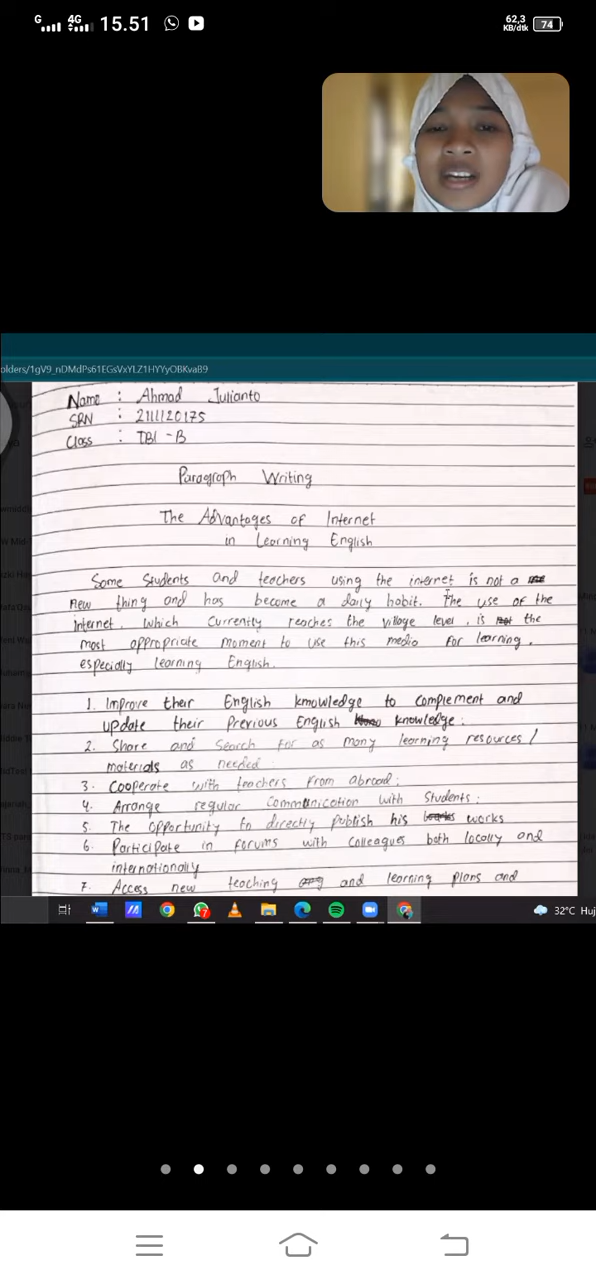 G 4G 15.51
62,3 KB/dtk 74
olders/1gV9_nDMdPs61EGsVxYLZ1HYYyOBKvaB9
Name : Ahmad Julianto
SRN : 2111120175
Class : TBI - B
Paragraph Writing
The Advantages of Internet
in Learning English
Some Students and teachers using the internet is not a
new thing and has become a daily habit. The use of the
internet, which currently reaches the village level, is the
most appropriate moment to use this media for learning,
especially learning English.
1. Improve their English knowledge to complement and
update their previous English knowledge;
2. Share and Search for as many learning resources /
materials as needed
3. Cooperate with teachers from abroad;
4. Arrange regular communication with Students;
5. The opportunity to directly publish his works
6. Participate in forums with colleagues both locally and
internationally
7. Access new teaching and learning plans and
32°C Huj